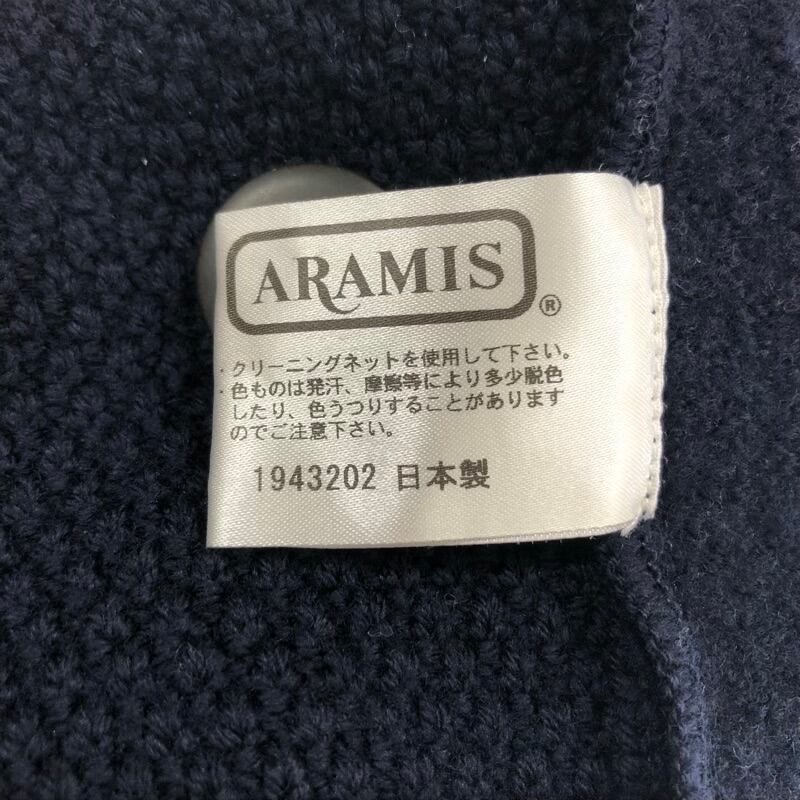 ARAMIS
®
・クリーニングネットを使用して下さい。
・色ものは発汗、摩擦等により多少脱色
したり、色うつりすることがあります
のでご注意下さい。
1943202 日本製